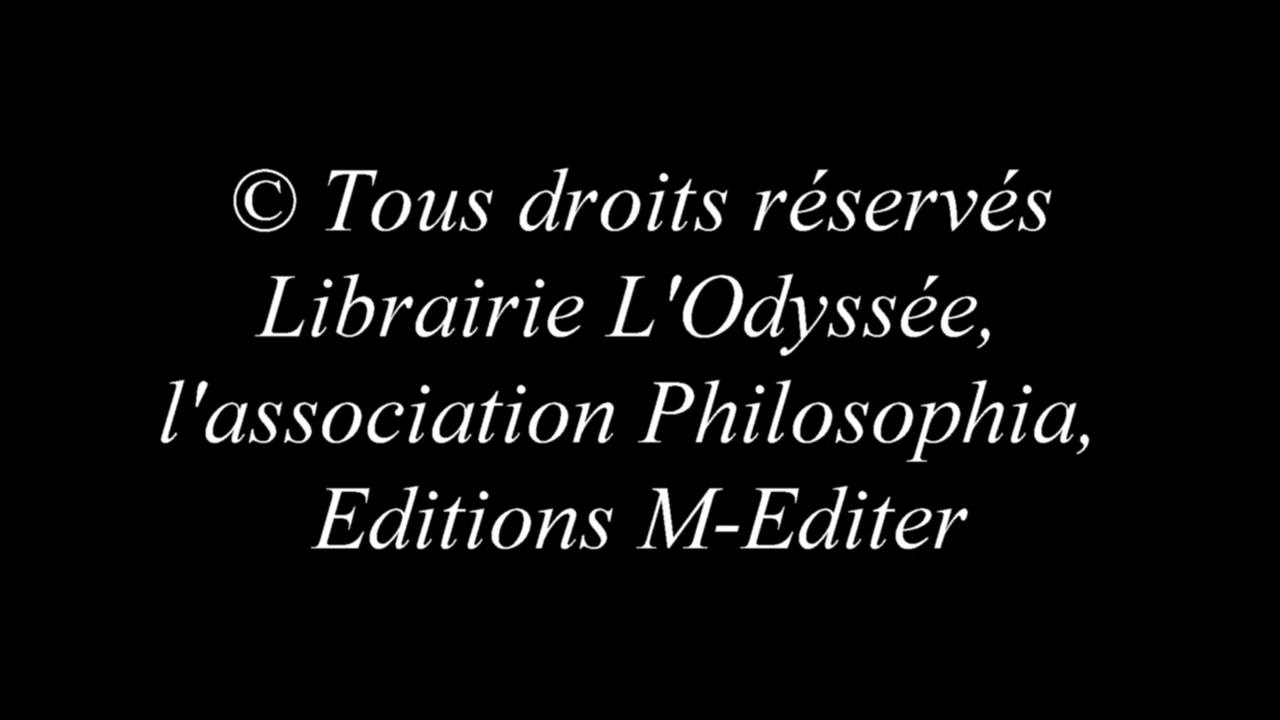 © Tous droits réservés
Librairie L'Odyssée,
l'association Philosophia,
Editions M-Editer